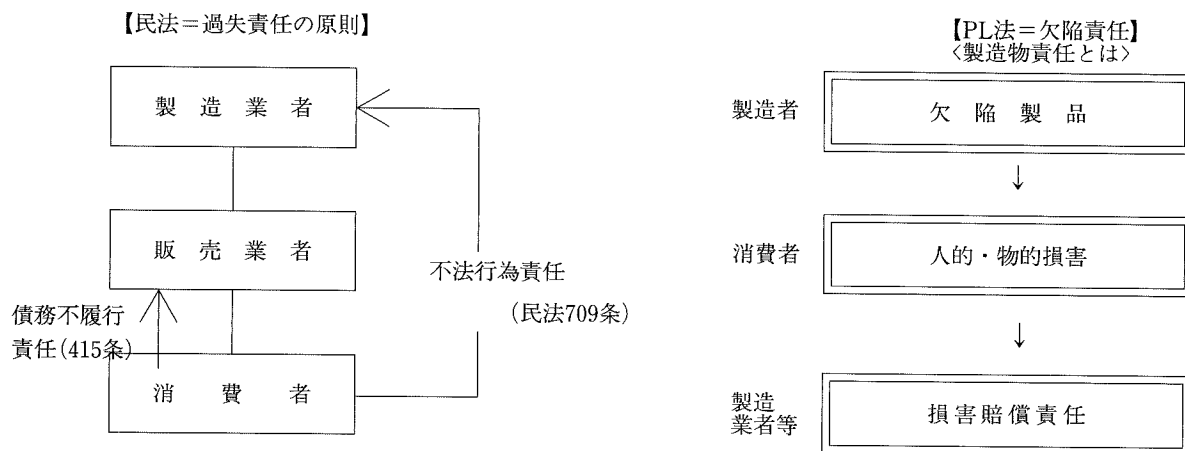 【民法＝過失責任の原則】
製造業者
販売業者
不法行為責任
（民法709条）
債務不履行
責任(415条)
消費者
【PL法＝欠陥責任】
〈製造物責任とは〉
製造者
欠陥製品
↓
消費者
人的・物的損害
↓
製造
業者等
損害賠償責任